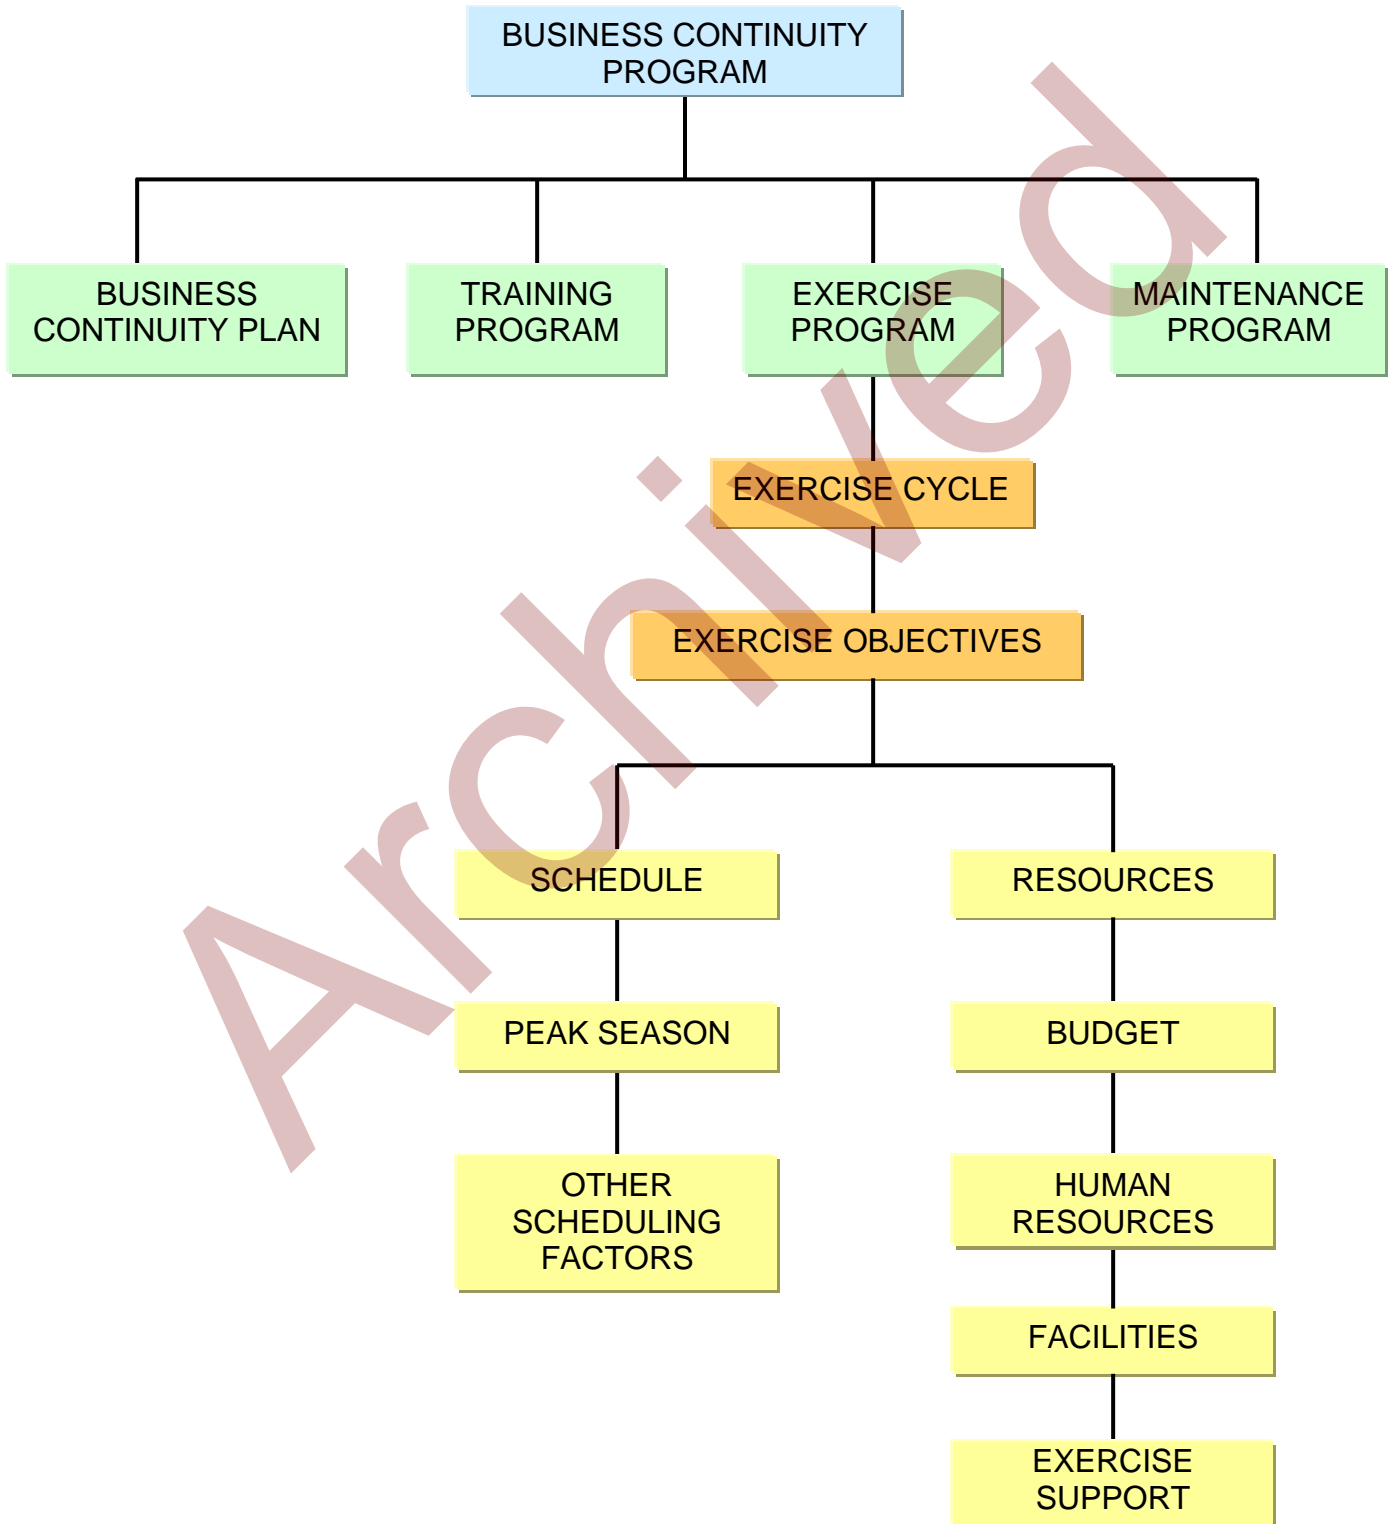 BUSINESS CONTINUITY
PROGRAM
BUSINESS
CONTINUITY PLAN
TRAINING
PROGRAM
EXERCISE
PROGRAM
MAINTENANCE
PROGRAM
EXERCISE CYCLE
EXERCISE OBJECTIVES
SCHEDULE
RESOURCES
PEAK SEASON
BUDGET
OTHER
SCHEDULING
FACTORS
HUMAN
RESOURCES
FACILITIES
EXERCISE
SUPPORT
Archived